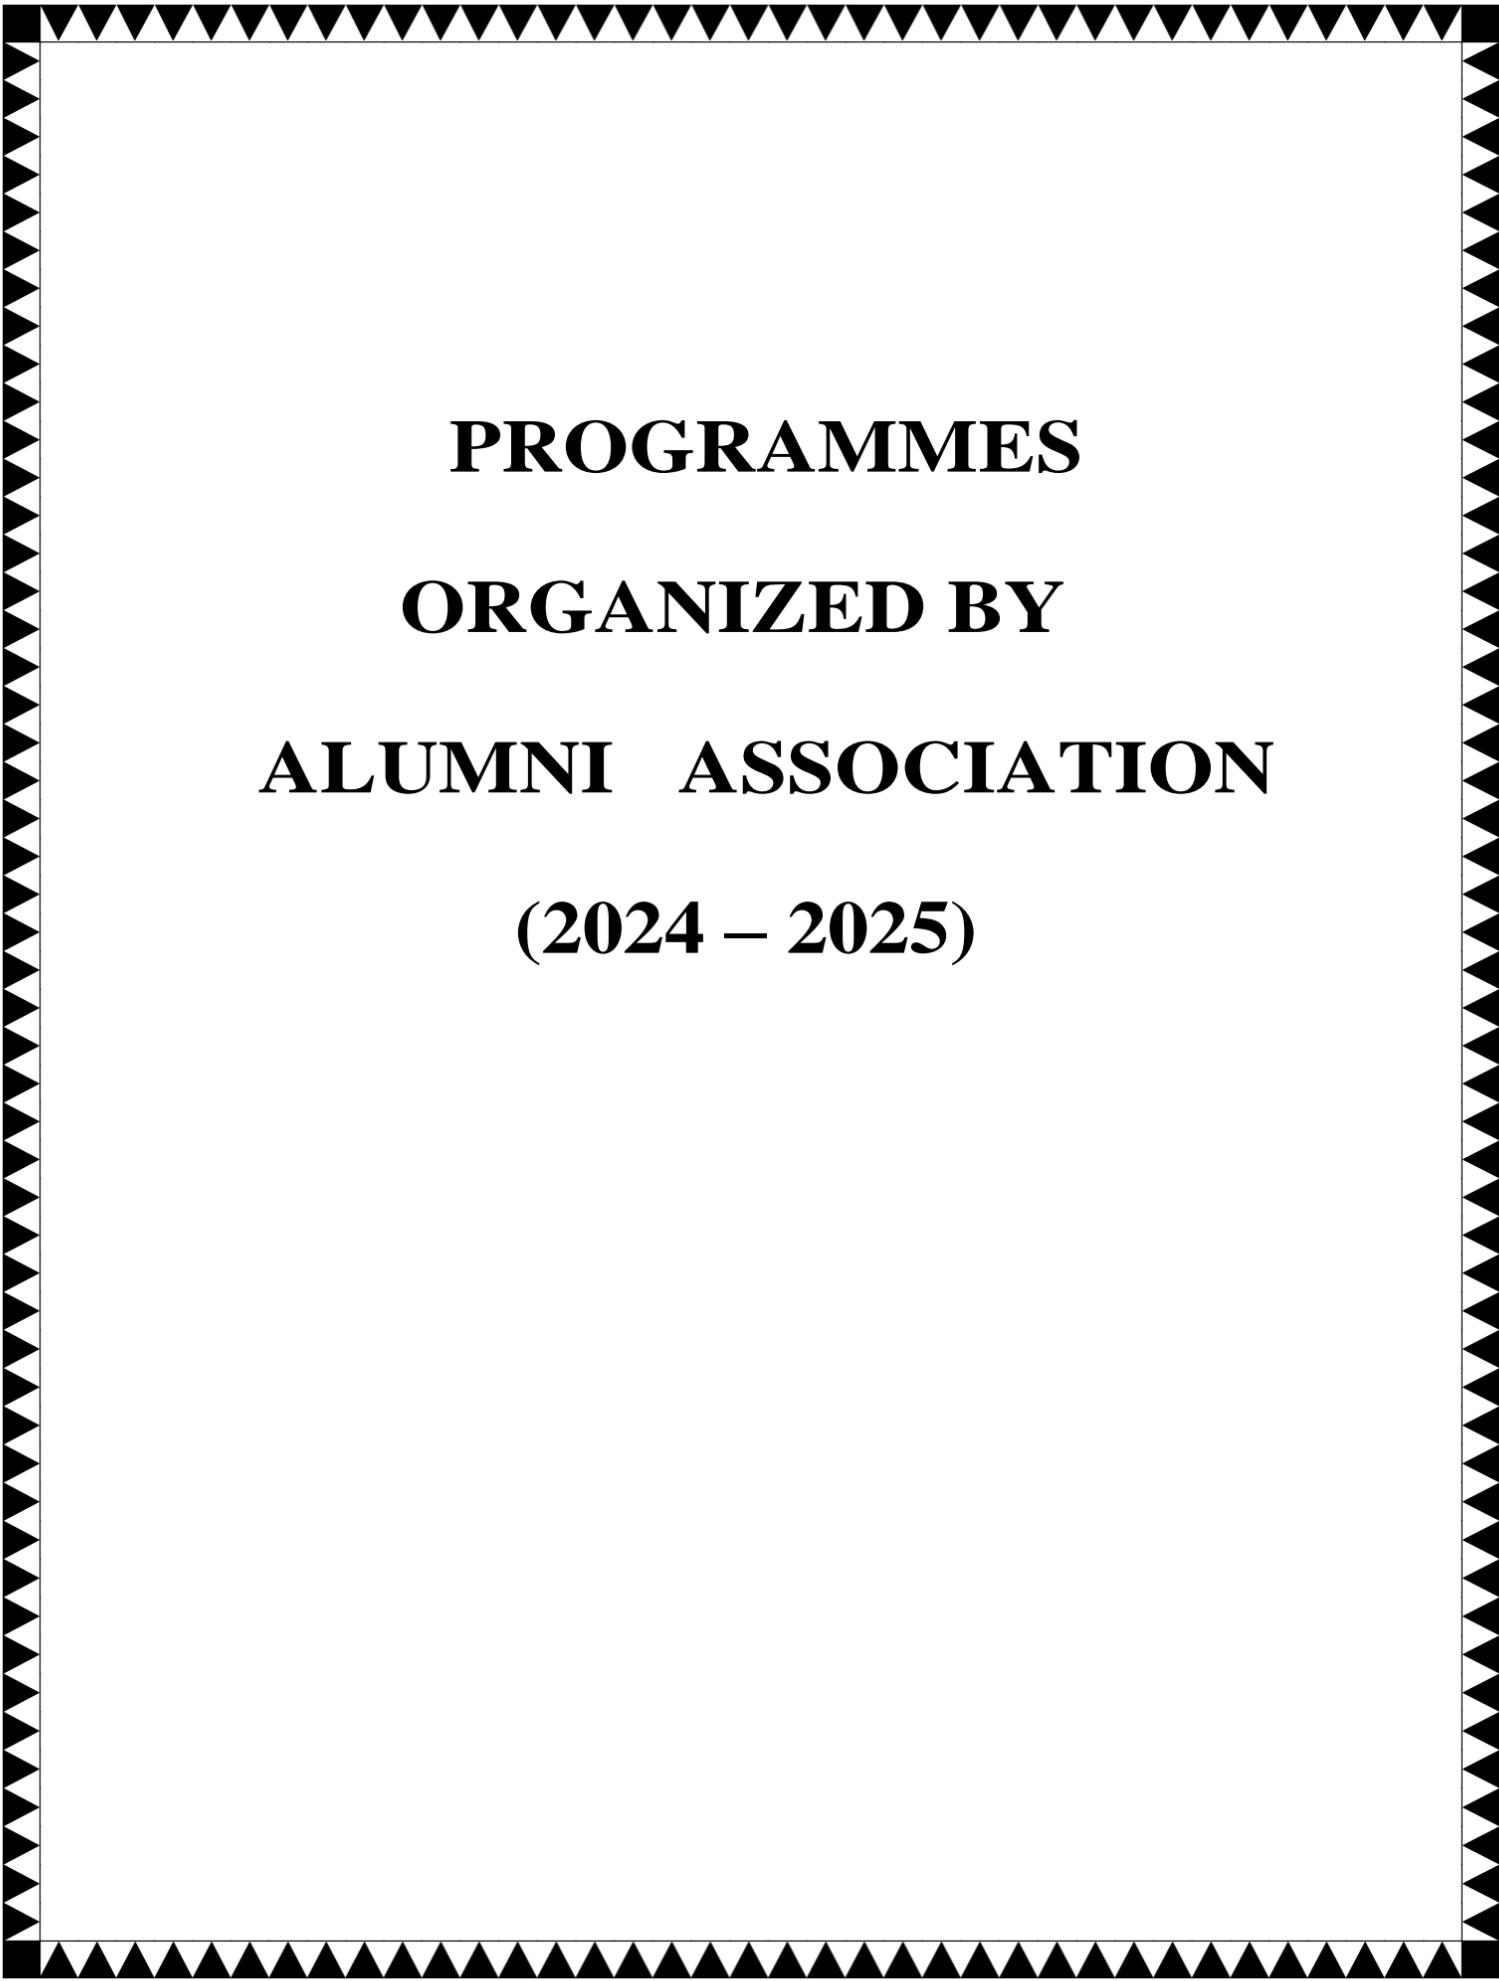 PROGRAMMES
ORGANIZED BY
ALUMNI ASSOCIATION
(2024 – 2025)